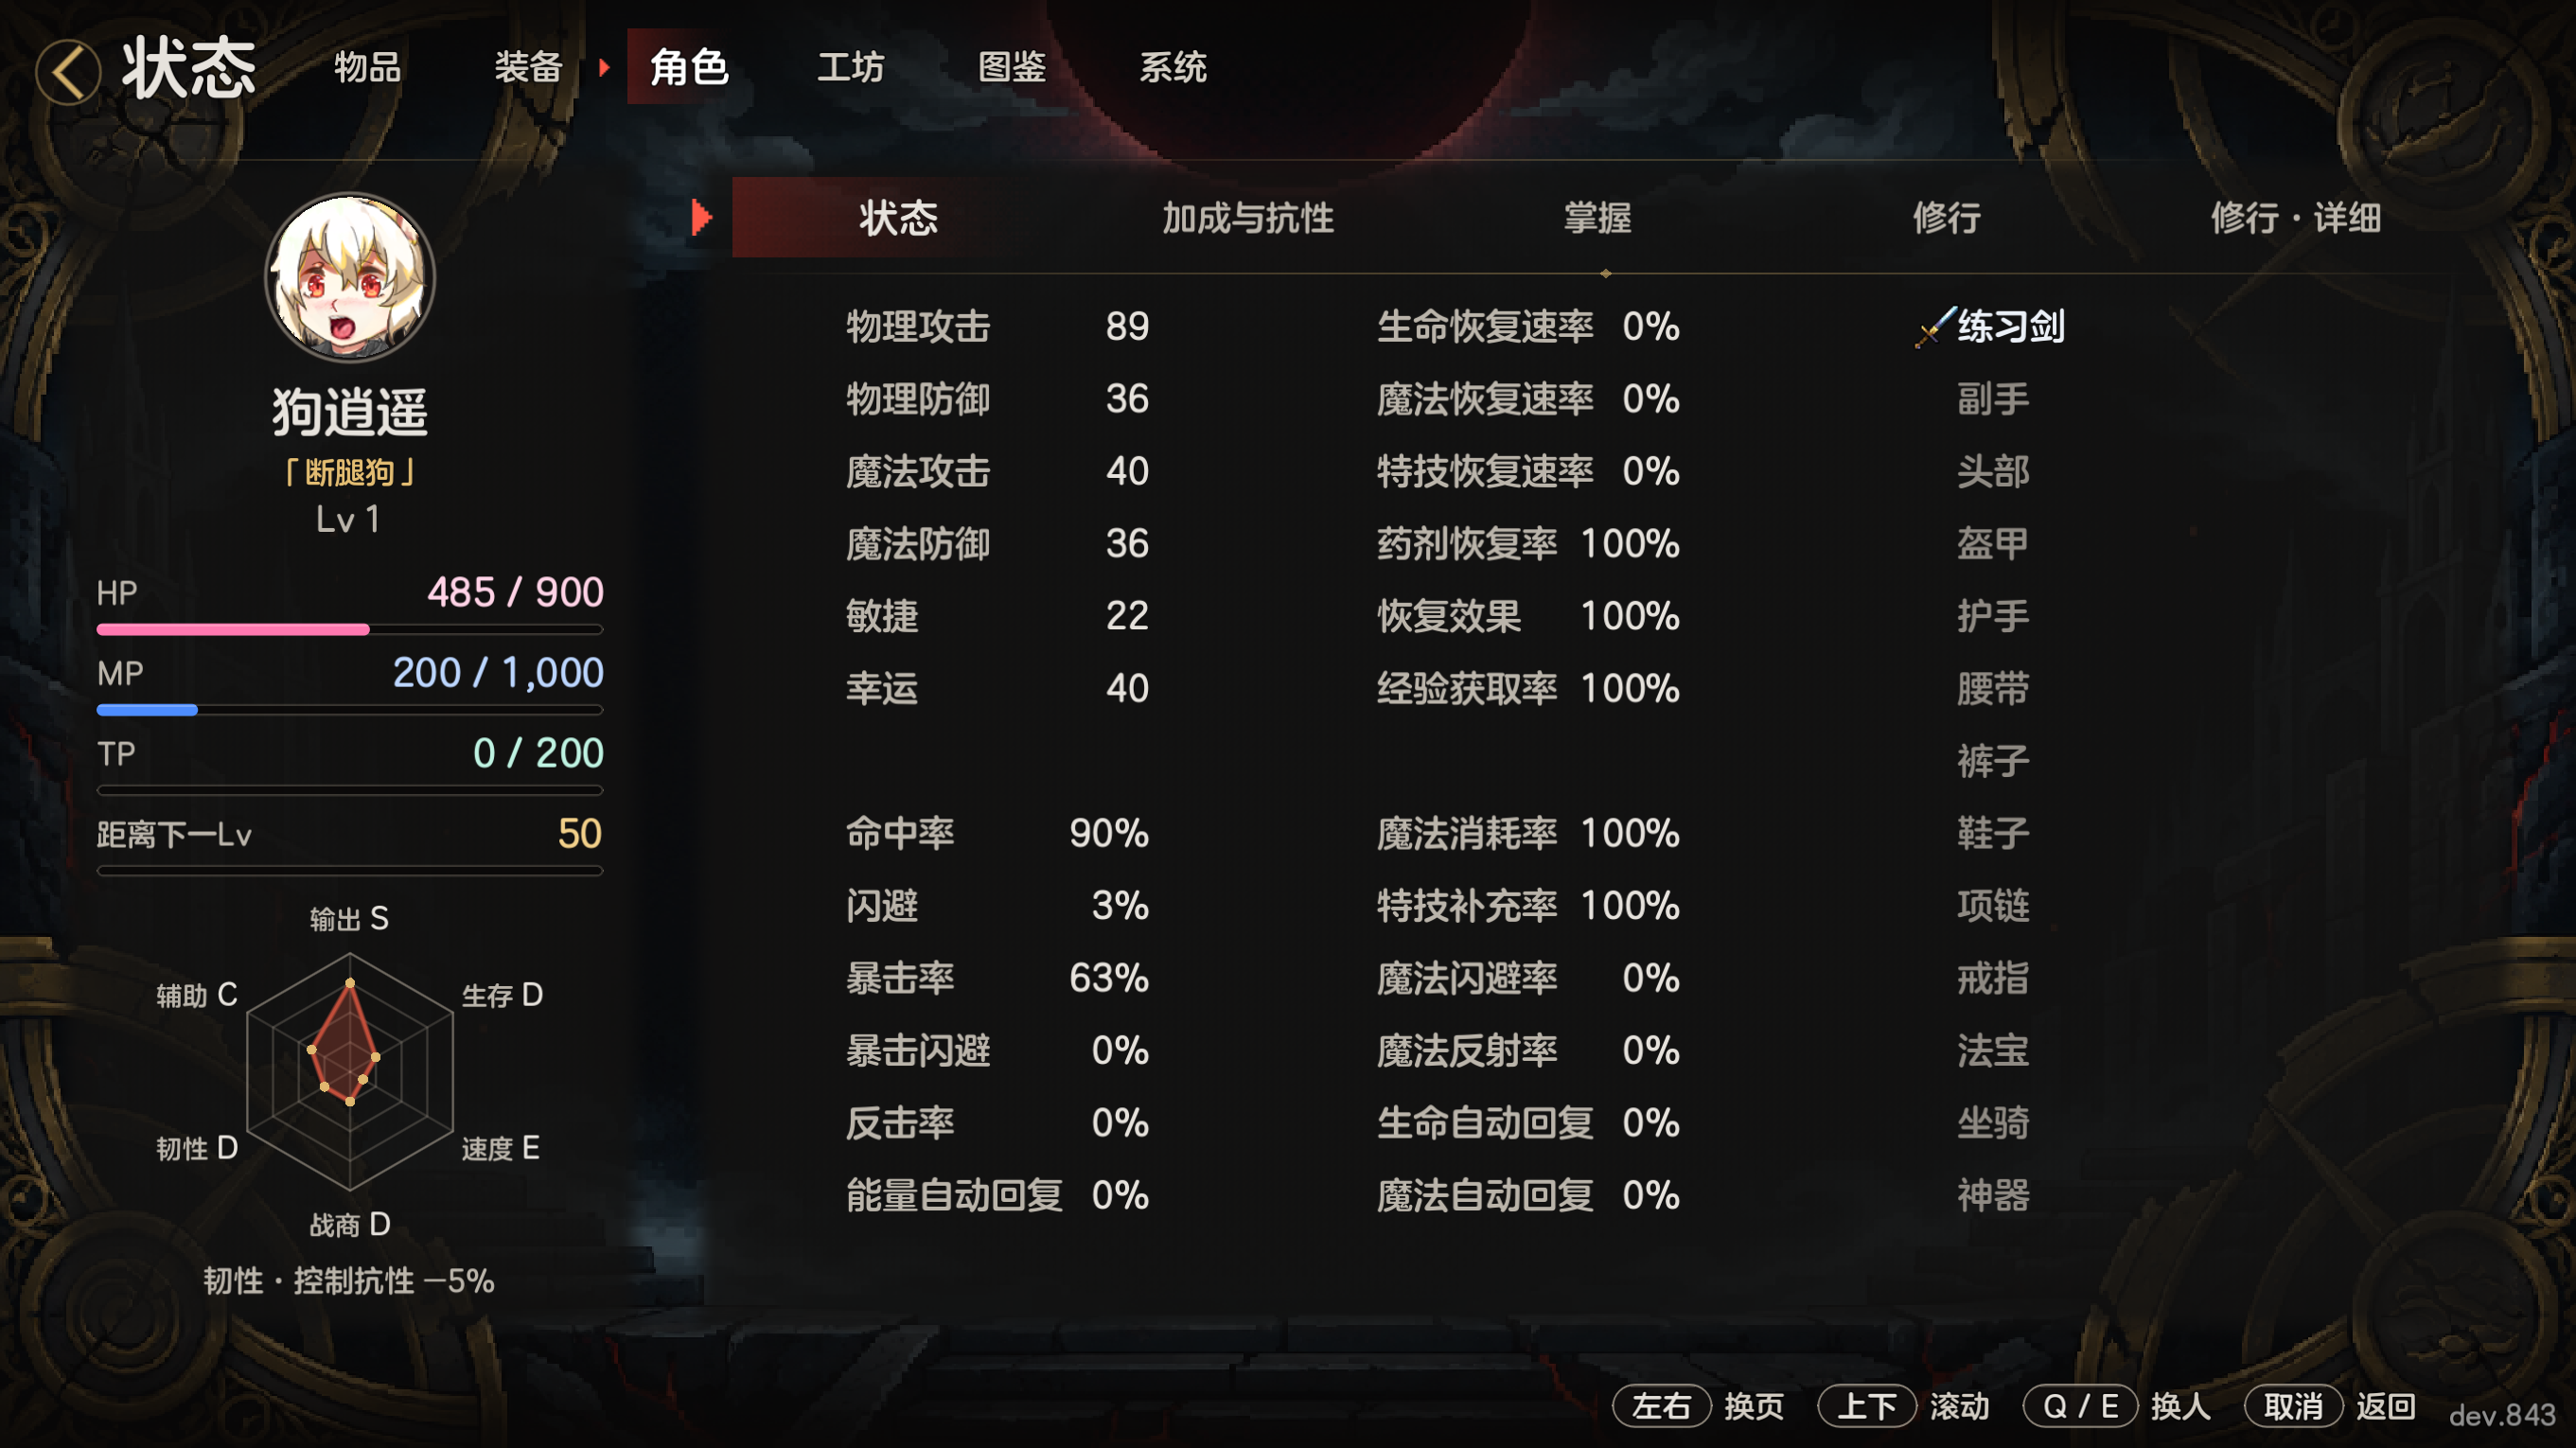 状态 物品 装备 角色 工坊 图鉴 系统
状态 加成与抗性 掌握 修行 修行·详细
狗逍遥
「断腿狗」
Lv 1
HP 485 / 900
MP 200 / 1,000
TP 0 / 200
距离下一Lv 50
输出 S
辅助 C 生存 D
韧性 D 速度 E
战商 D
韧性·控制抗性 −5%
物理攻击 89 生命恢复速率 0% 练习剑
物理防御 36 魔法恢复速率 0% 副手
魔法攻击 40 特技恢复速率 0% 头部
魔法防御 36 药剂恢复率 100% 盔甲
敏捷 22 恢复效果 100% 护手
幸运 40 经验获取率 100% 腰带
裤子
命中率 90% 魔法消耗率 100% 鞋子
闪避 3% 特技补充率 100% 项链
暴击率 63% 魔法闪避率 0% 戒指
暴击闪避 0% 魔法反射率 0% 法宝
反击率 0% 生命自动回复 0% 坐骑
能量自动回复 0% 魔法自动回复 0% 神器
左右 换页 上下 滚动 Q / E 换人 取消 返回 dev.843